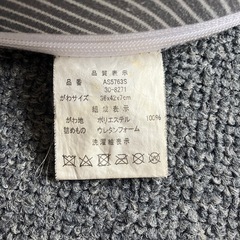 品質表示
品番 AS5763S
30-8271
がわサイズ 36×42×7cm
組成表示
がわ地 ポリエステル 100%
詰めもの ウレタンフォーム
洗濯絵表示